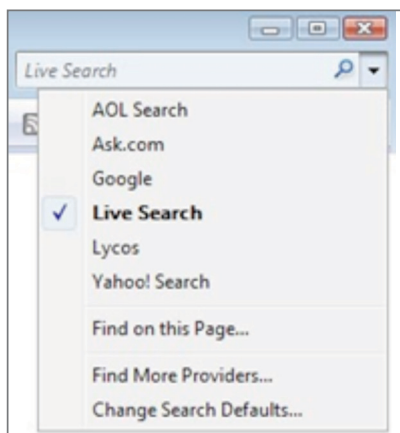 Live Search
AOL Search
Ask.com
Google
Live Search
Lycos
Yahoo! Search
Find on this Page...
Find More Providers...
Change Search Defaults...